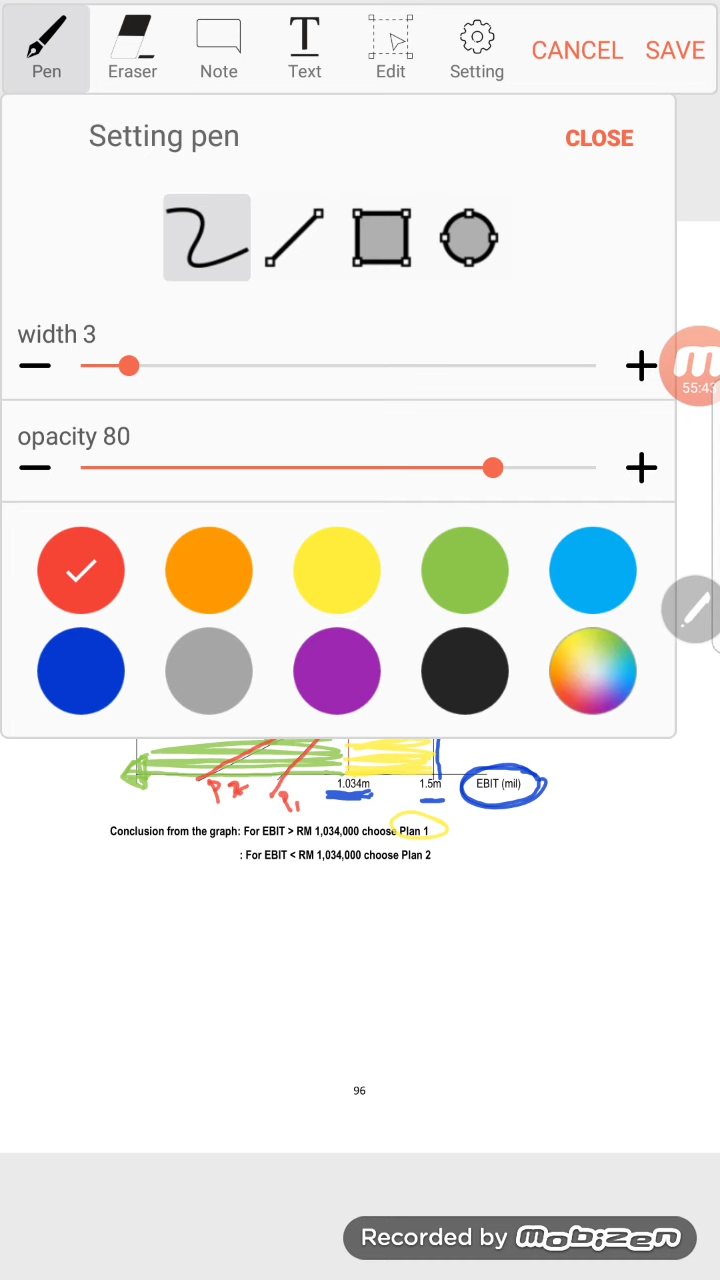 Pen Eraser Note Text Edit Setting CANCEL SAVE
Setting pen CLOSE
width 3
55:43
opacity 80
P 2 P1 1.034m 1.5m EBIT (mil)
Conclusion from the graph: For EBIT > RM 1,034,000 choose Plan 1
: For EBIT < RM 1,034,000 choose Plan 2
96
Recorded by mobizen